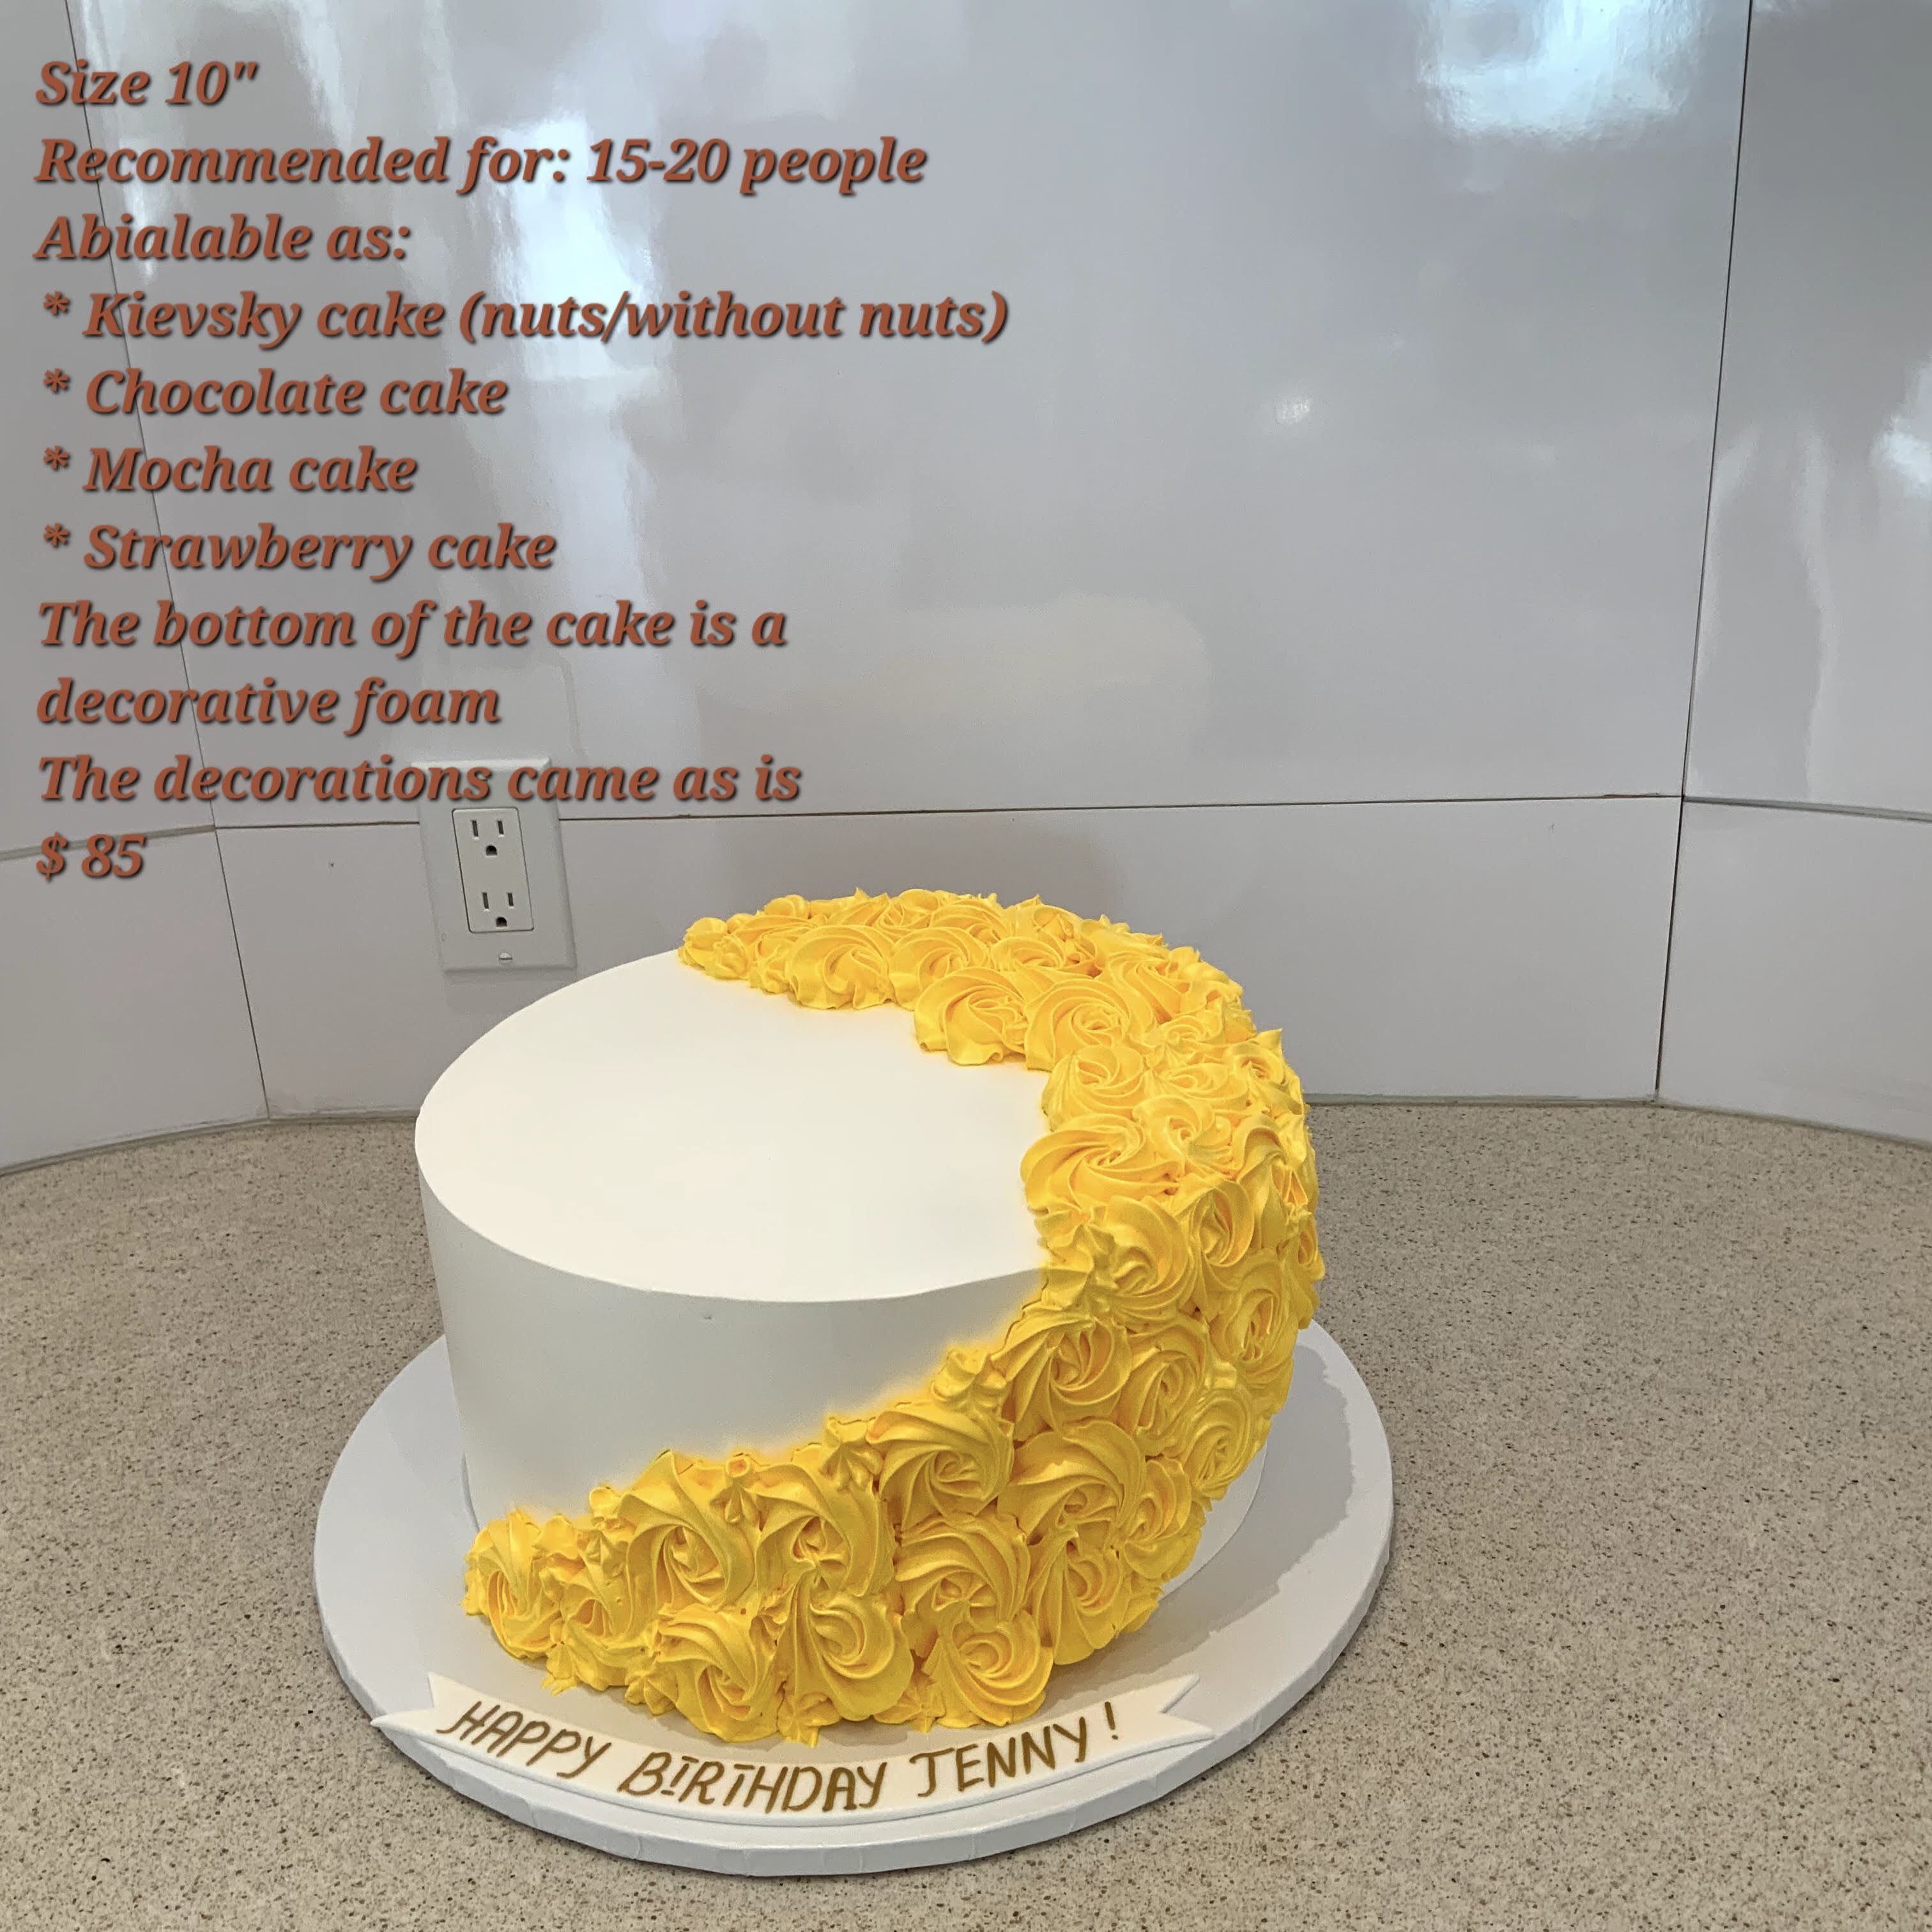 Size 10"
Recommended for: 15-20 people
Abialable as:
* Kievsky cake (nuts/without nuts)
* Chocolate cake
* Mocha cake
* Strawberry cake
The bottom of the cake is a
decorative foam
The decorations came as is
$ 85
HAPPY BIRTHDAY JENNY !